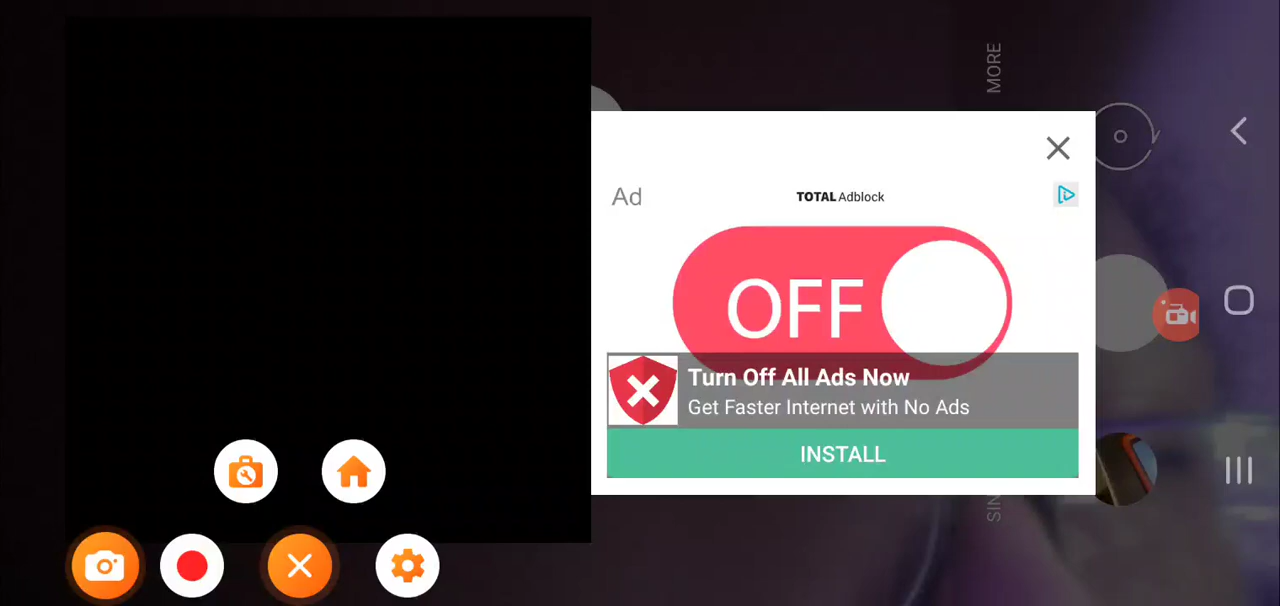 MORE
Ad
TOTAL Adblock
OFF
Turn Off All Ads Now
Get Faster Internet with No Ads
INSTALL